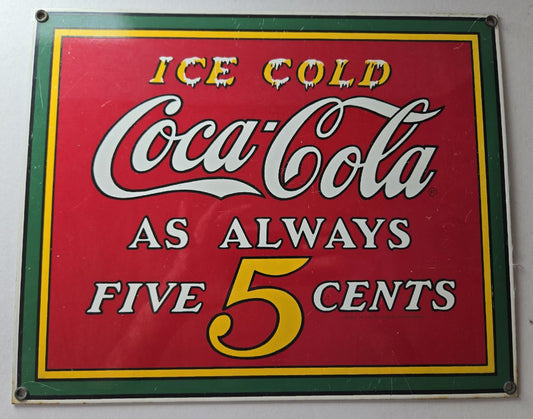 ICE COLD
Coca-Cola®
AS ALWAYS
FIVE 5 CENTS